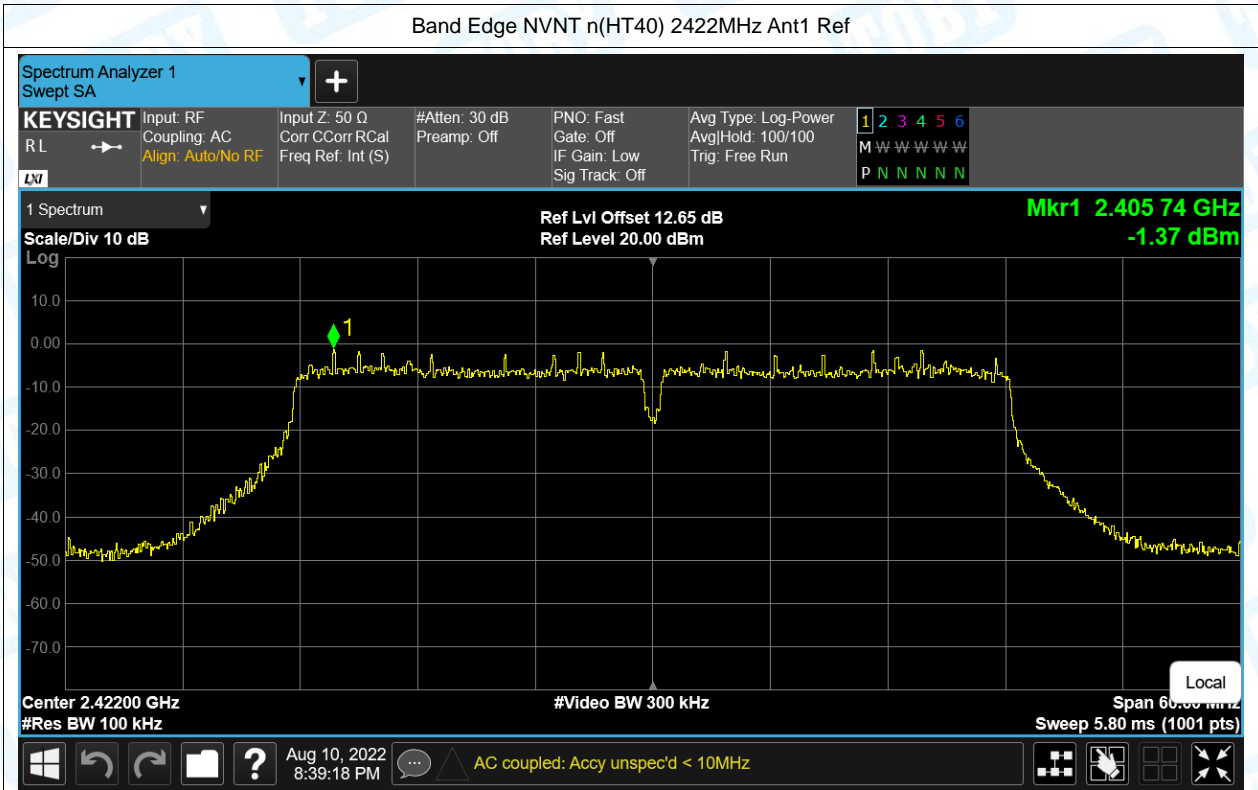 Band Edge NVNT n(HT40) 2422MHz Ant1 Ref
Spectrum Analyzer 1
Swept SA
KEYSIGHT
R L
LXI
Input: RF
Coupling: AC
Align: Auto/No RF
Input Z: 50 Ω
Corr CCorr RCal
Freq Ref: Int (S)
#Atten: 30 dB
Preamp: Off
PNO: Fast
Gate: Off
IF Gain: Low
Sig Track: Off
Avg Type: Log-Power
Avg|Hold: 100/100
Trig: Free Run
1 2 3 4 5 6
M W W W W W
P N N N N N
1 Spectrum
Scale/Div 10 dB
Log
Ref Lvl Offset 12.65 dB
Ref Level 20.00 dBm
Mkr1 2.405 74 GHz
-1.37 dBm
1
10.0
0.00
-10.0
-20.0
-30.0
-40.0
-50.0
-60.0
-70.0
Local
Center 2.42200 GHz
#Video BW 300 kHz
Span 60.00 MHz
#Res BW 100 kHz
Sweep 5.80 ms (1001 pts)
?
Aug 10, 2022
8:39:18 PM
AC coupled: Accy unspec'd < 10MHz